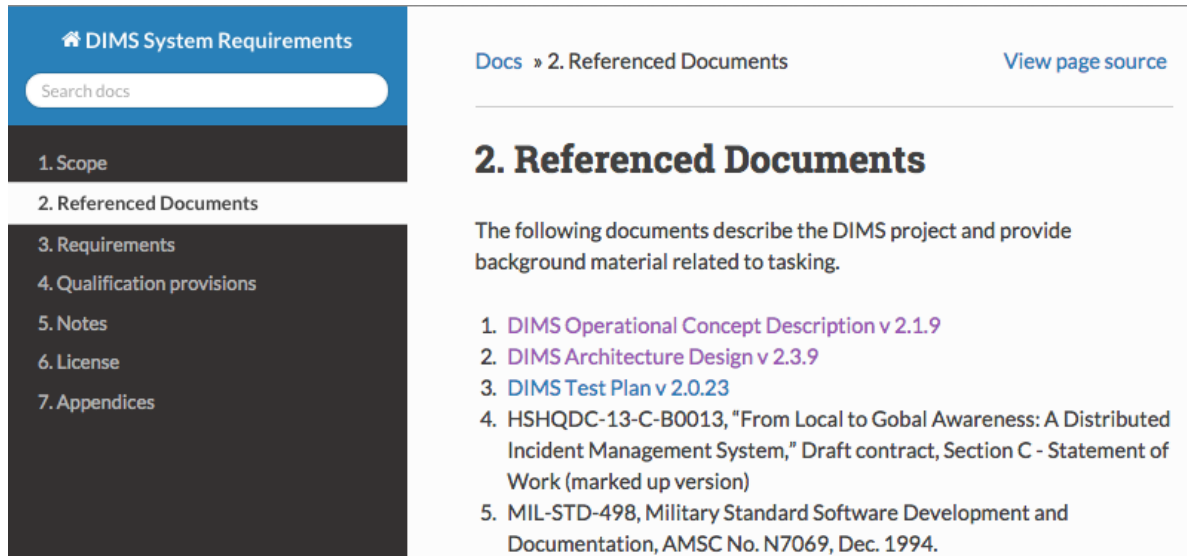 DIMS System Requirements
Search docs
1. Scope
2. Referenced Documents
3. Requirements
4. Qualification provisions
5. Notes
6. License
7. Appendices
Docs » 2. Referenced Documents
View page source
2. Referenced Documents
The following documents describe the DIMS project and provide
background material related to tasking.
1. DIMS Operational Concept Description v 2.1.9
2. DIMS Architecture Design v 2.3.9
3. DIMS Test Plan v 2.0.23
4. HSHQDC-13-C-B0013, “From Local to Gobal Awareness: A Distributed
Incident Management System,” Draft contract, Section C - Statement of
Work (marked up version)
5. MIL-STD-498, Military Standard Software Development and
Documentation, AMSC No. N7069, Dec. 1994.